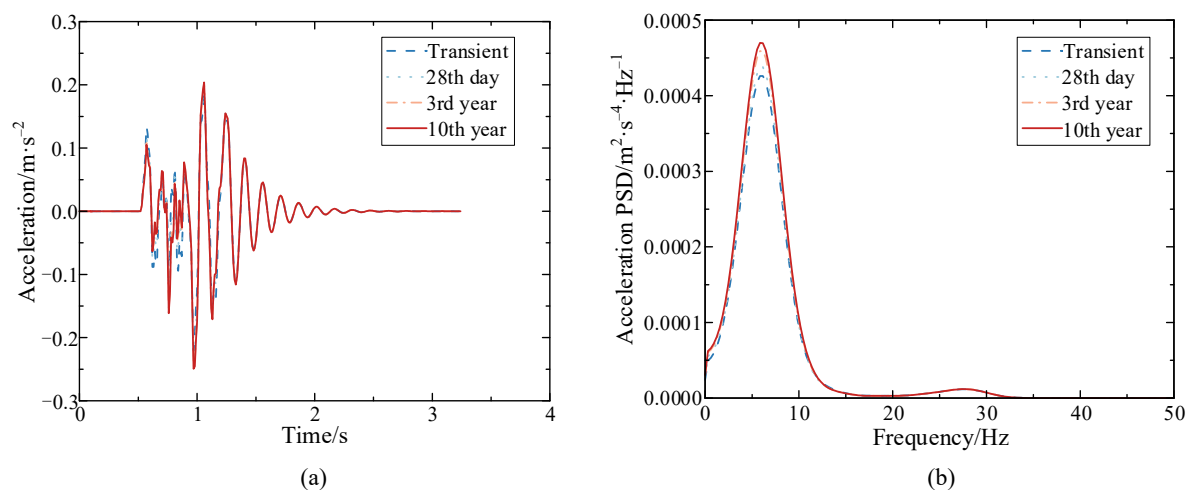 0.3
0.2
0.1
0.0
−0.1
−0.2
−0.3
Acceleration/m·s⁻²
0 1 2 3 4
Time/s
Transient
28th day
3rd year
10th year
(a)
0.0005
0.0004
0.0003
0.0002
0.0001
0.0000
Acceleration PSD/m²·s⁻⁴·Hz⁻¹
0 10 20 30 40 50
Frequency/Hz
Transient
28th day
3rd year
10th year
(b)